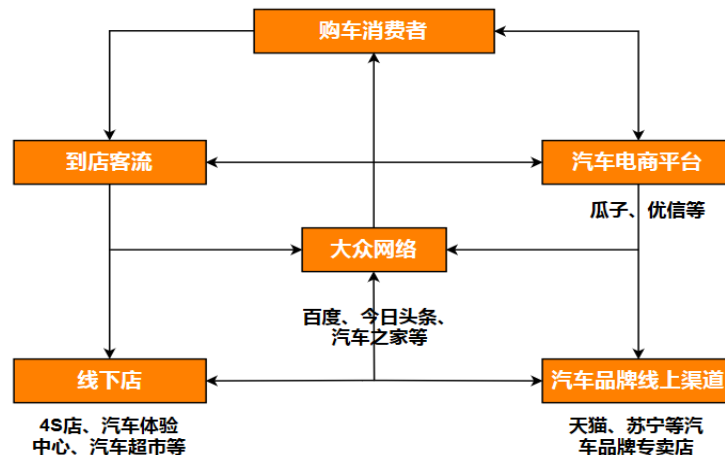 购车消费者
到店客流
汽车电商平台
瓜子、优信等
大众网络
百度、今日头条、
汽车之家等
线下店
汽车品牌线上渠道
4S店、汽车体验
中心、汽车超市等
天猫、苏宁等汽
车品牌专卖店